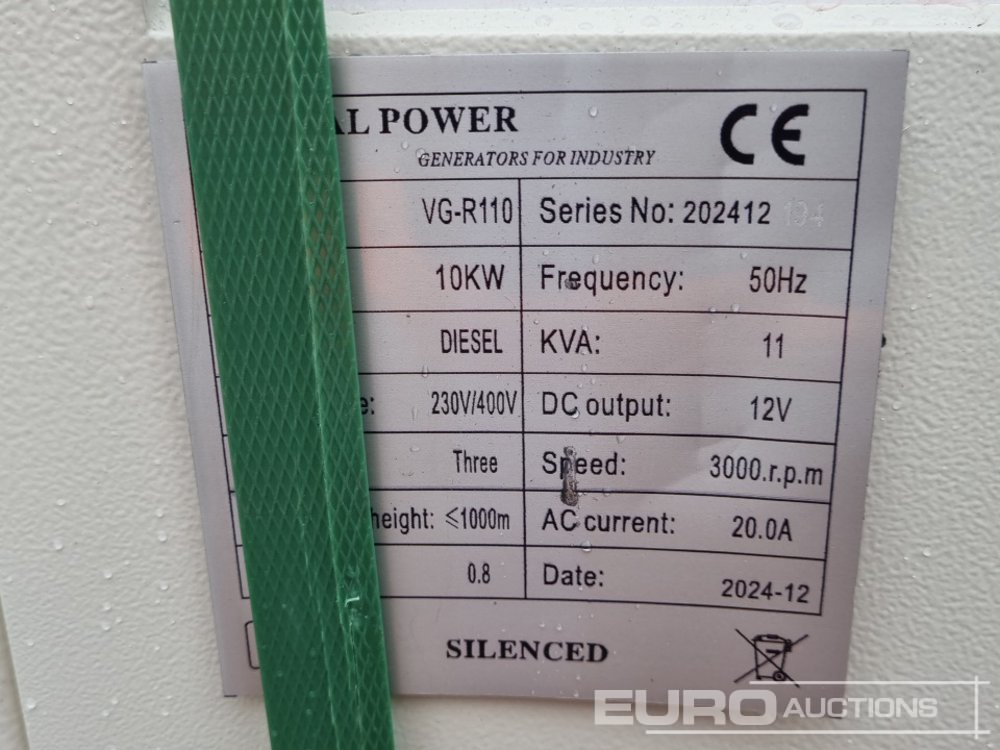 AL POWER
GENERATORS FOR INDUSTRY
CE
VG-R110 Series No: 202412 194
10KW Frequency: 50Hz
DIESEL KVA: 11
e: 230V/400V DC output: 12V
Three Speed: 3000.r.p.m
height: ≤1000m AC current: 20.0A
0.8 Date: 2024-12
SILENCED
EURO AUCTIONS